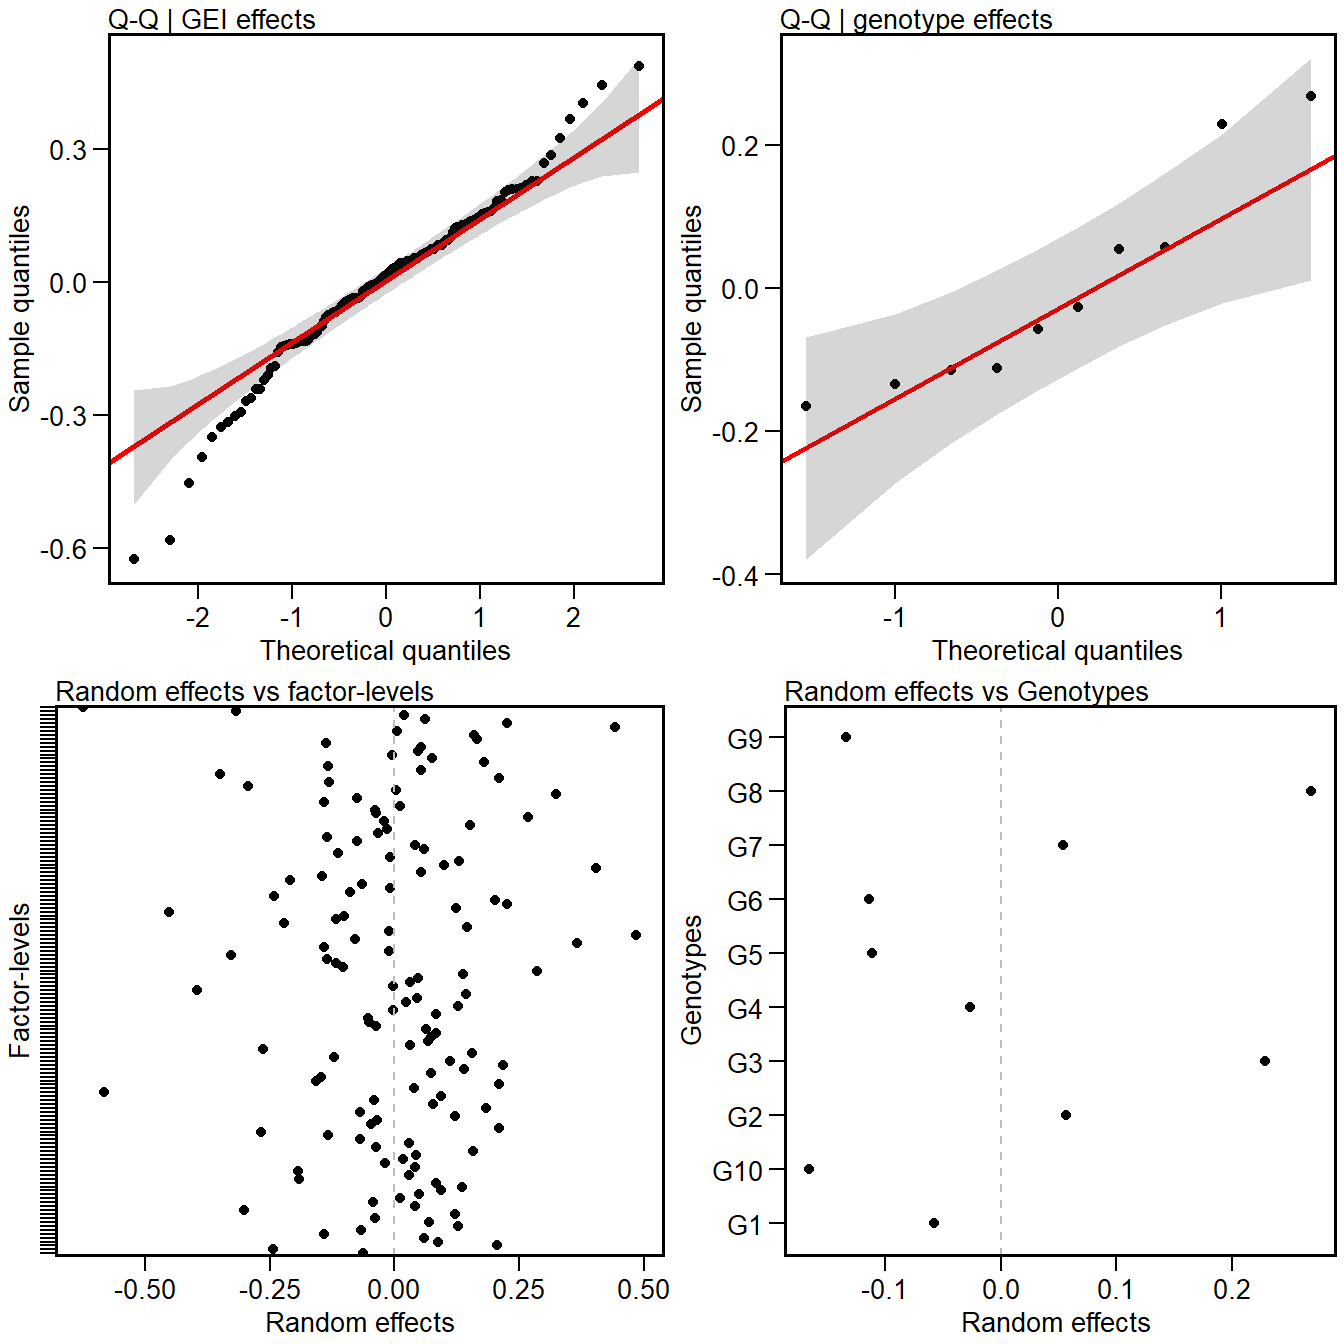 Q-Q | GEI effects
Sample quantiles
0.3
0.0
-0.3
-0.6
-2 -1 0 1 2
Theoretical quantiles
Q-Q | genotype effects
Sample quantiles
0.2
0.0
-0.2
-0.4
-1 0 1
Theoretical quantiles
Random effects vs factor-levels
Factor-levels
-0.50 -0.25 0.00 0.25 0.50
Random effects
Random effects vs Genotypes
Genotypes
G9
G8
G7
G6
G5
G4
G3
G2
G10
G1
-0.1 0.0 0.1 0.2
Random effects